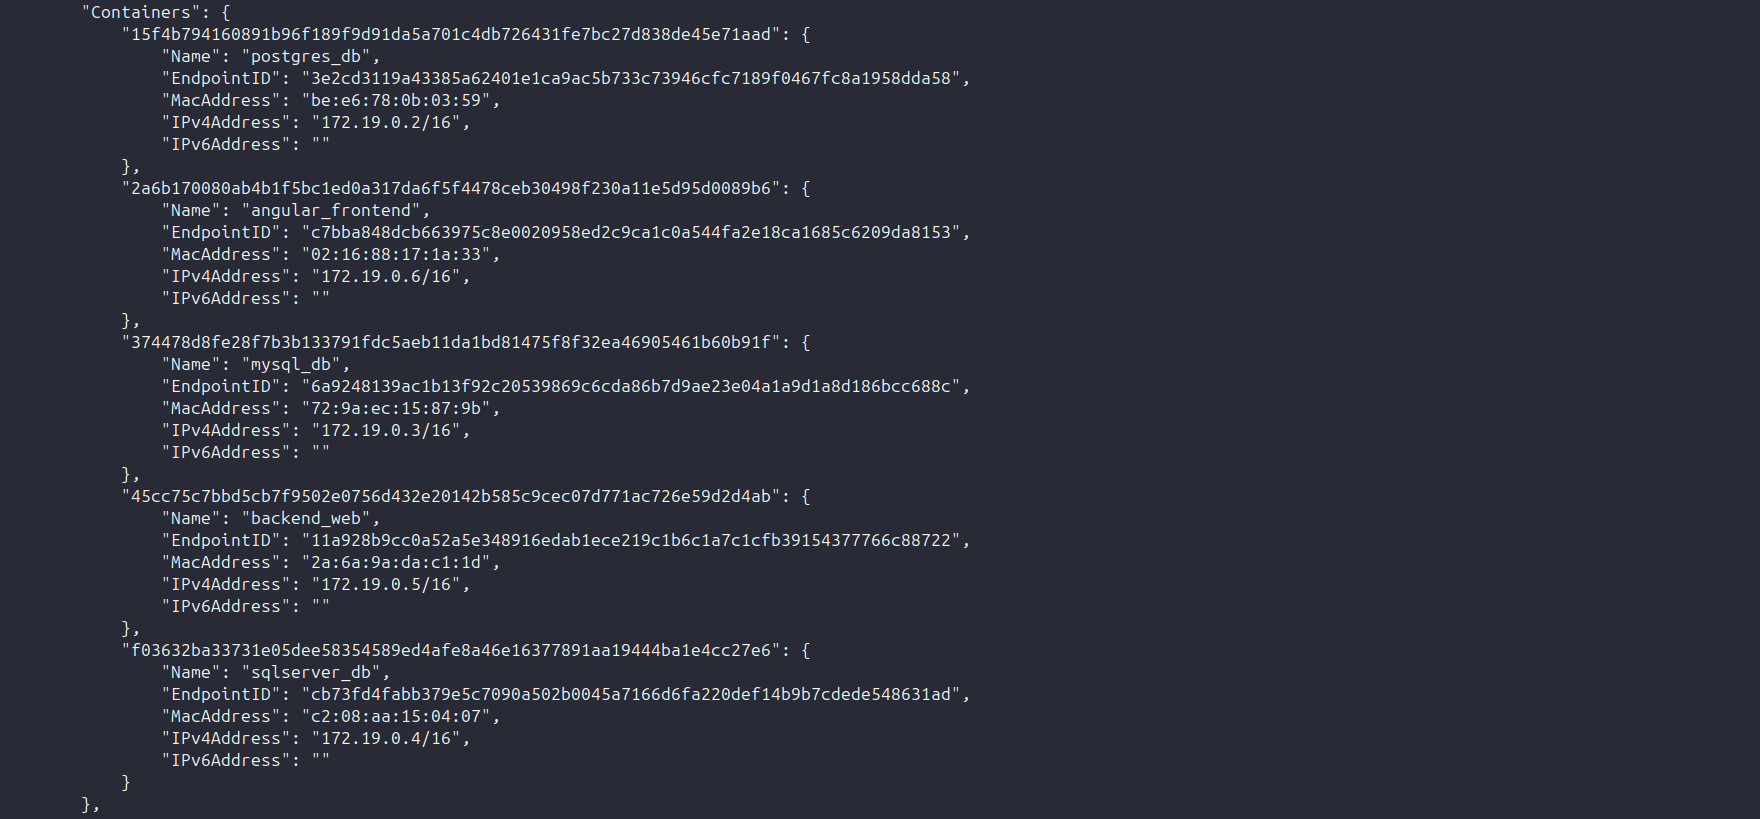 "Containers": {
"15f4b794160891b96f189f9d91da5a701c4db726431fe7bc27d838de45e71aad": {
"Name": "postgres_db",
"EndpointID": "3e2cd3119a43385a62401e1ca9ac5b733c73946cfc7189f0467fc8a1958dda58",
"MacAddress": "be:e6:78:0b:03:59",
"IPv4Address": "172.19.0.2/16",
"IPv6Address": ""
},
"2a6b170080ab4b1f5bc1ed0a317da6f5f4478ceb30498f230a11e5d95d0089b6": {
"Name": "angular_frontend",
"EndpointID": "c7bba848dcb663975c8e0020958ed2c9ca1c0a544fa2e18ca1685c6209da8153",
"MacAddress": "02:16:88:17:1a:33",
"IPv4Address": "172.19.0.6/16",
"IPv6Address": ""
},
"374478d8fe28f7b3b133791fdc5aeb11da1bd81475f8f32ea46905461b60b91f": {
"Name": "mysql_db",
"EndpointID": "6a9248139ac1b13f92c20539869c6cda86b7d9ae23e04a1a9d1a8d186bcc688c",
"MacAddress": "72:9a:ec:15:87:9b",
"IPv4Address": "172.19.0.3/16",
"IPv6Address": ""
},
"45cc75c7bbd5cb7f9502e0756d432e20142b585c9cec07d771ac726e59d2d4ab": {
"Name": "backend_web",
"EndpointID": "11a928b9cc0a52a5e348916edab1ece219c1b6c1a7c1cfb39154377766c88722",
"MacAddress": "2a:6a:9a:da:c1:1d",
"IPv4Address": "172.19.0.5/16",
"IPv6Address": ""
},
"f03632ba33731e05dee58354589ed4afe8a46e16377891aa19444ba1e4cc27e6": {
"Name": "sqlserver_db",
"EndpointID": "cb73fd4fabb379e5c7090a502b0045a7166d6fa220def14b9b7cdede548631ad",
"MacAddress": "c2:08:aa:15:04:07",
"IPv4Address": "172.19.0.4/16",
"IPv6Address": ""
}
},